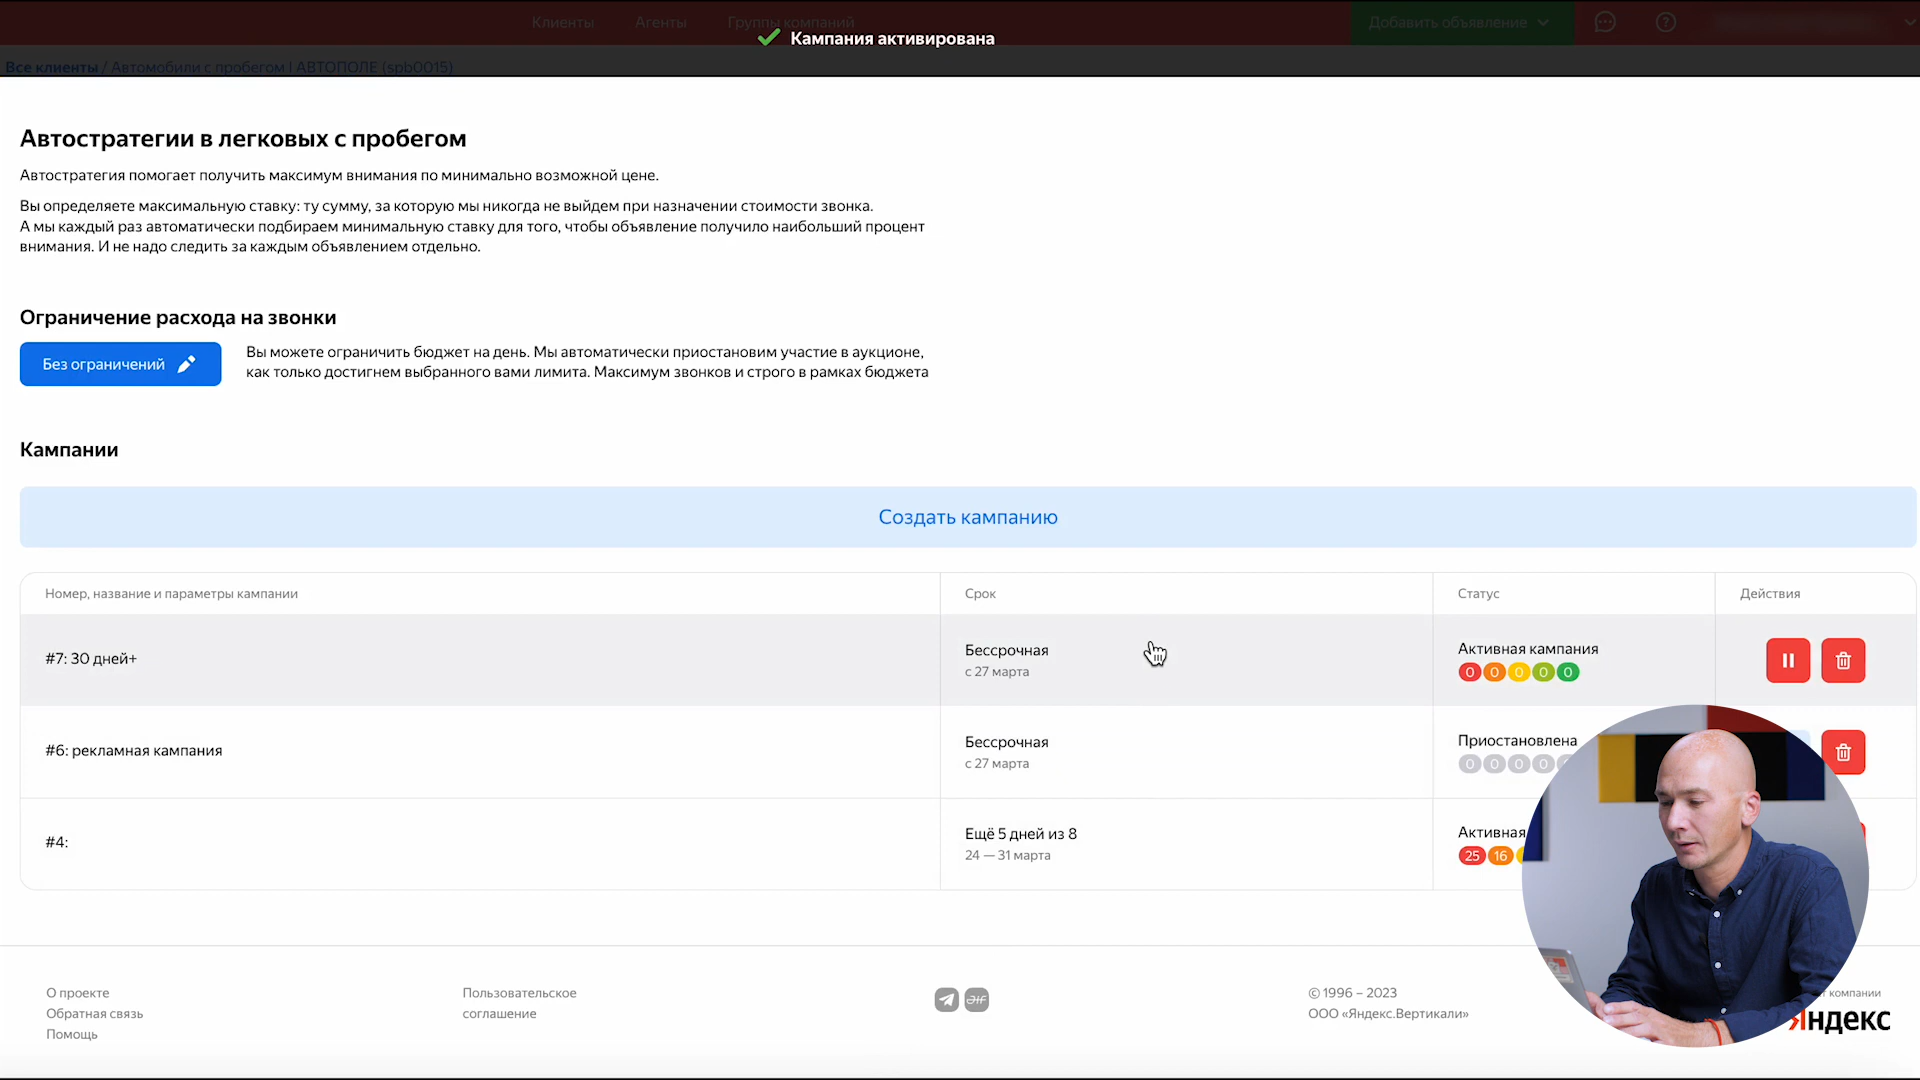 Клиенты Агенты Группы компаний Добавить объявление
Кампания активирована
Все клиенты / Автомобили с пробегом | АВТОПОЛЕ (spb0015)
Автостратегии в легковых с пробегом
Автостратегия помогает получить максимум внимания по минимально возможной цене.
Вы определяете максимальную ставку: ту сумму, за которую мы никогда не выйдем при назначении стоимости звонка.
А мы каждый раз автоматически подбираем минимальную ставку для того, чтобы объявление получило наибольший процент
внимания. И не надо следить за каждым объявлением отдельно.
Ограничение расхода на звонки
Без ограничений
Вы можете ограничить бюджет на день. Мы автоматически приостановим участие в аукционе,
как только достигнем выбранного вами лимита. Максимум звонков и строго в рамках бюджета
Кампании
Создать кампанию
Номер, название и параметры кампании Срок Статус Действия
#7: 30 дней+
Бессрочная
с 27 марта
Активная кампания
0 0 0 0 0
#6: рекламная кампания
Бессрочная
с 27 марта
Приостановлена
0 0 0 0
#4:
Ещё 5 дней из 8
24 — 31 марта
Активная
25 16
О проекте
Обратная связь
Помощь
Пользовательское
соглашение
© 1996 – 2023
ООО «Яндекс.Вертикали»
компании
Яндекс